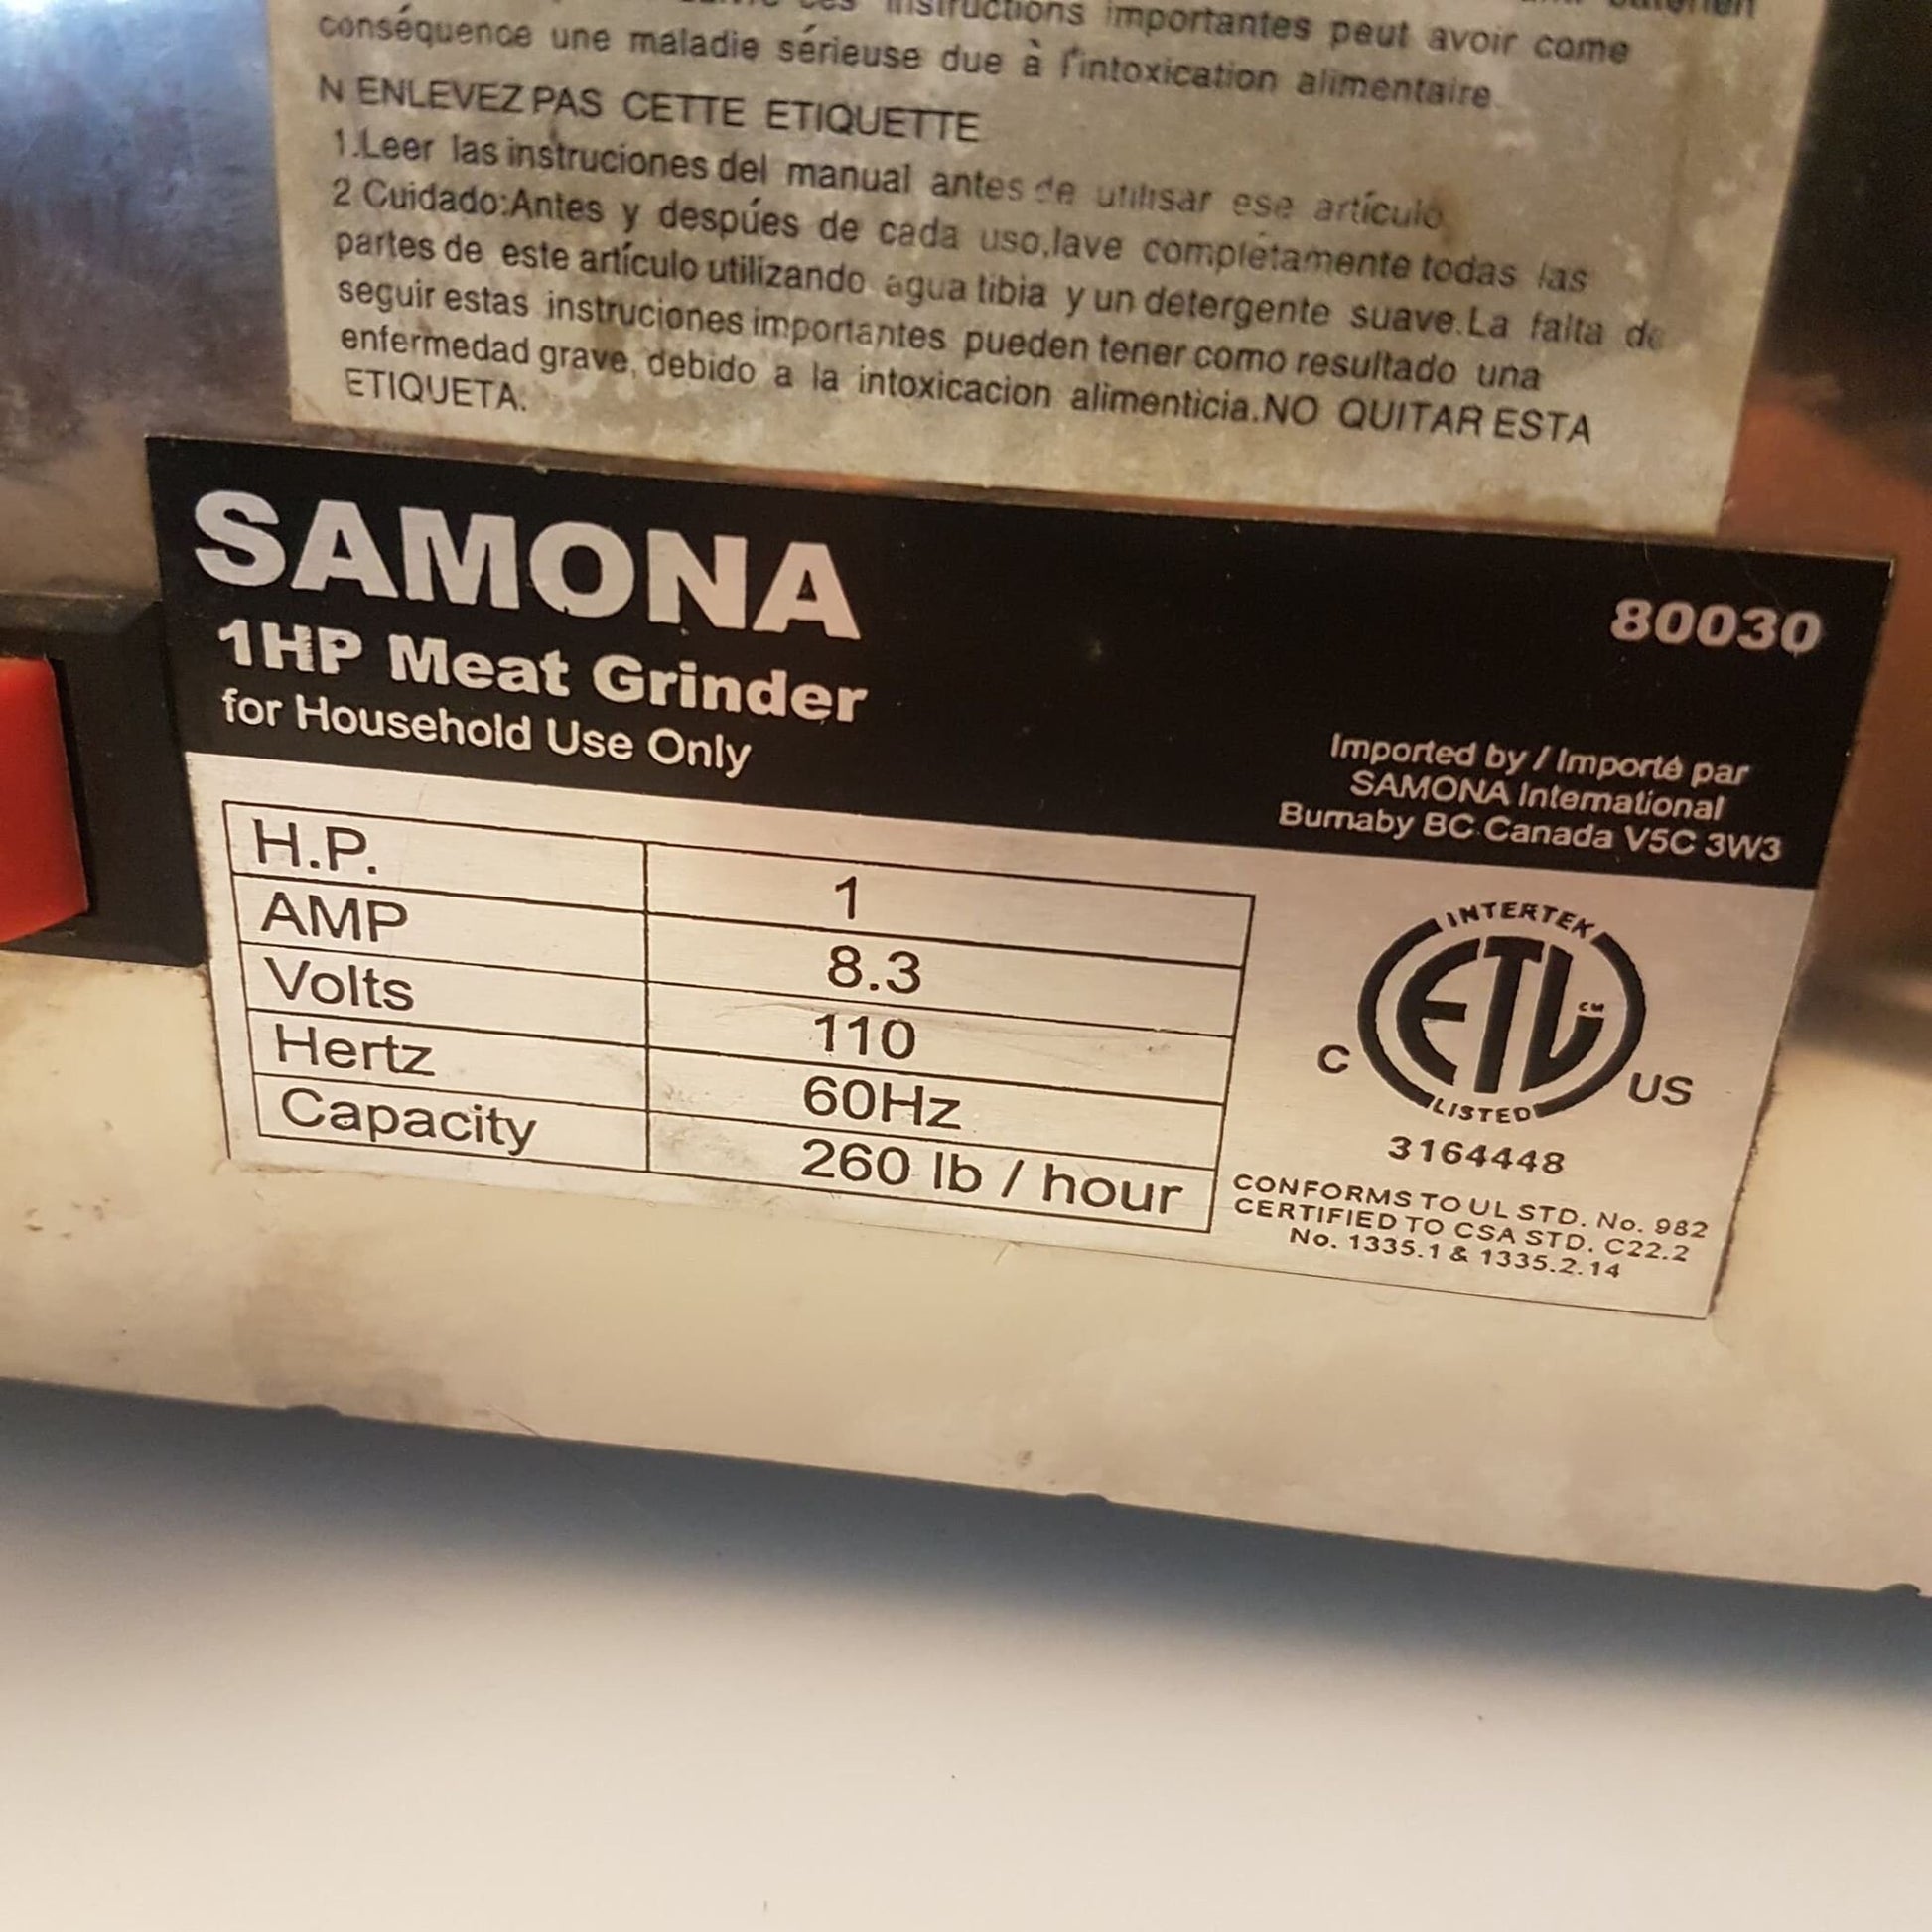 instructions importantes peut avoir come
conséquence une maladie sérieuse due à l'intoxication alimentaire.
N ENLEVEZ PAS CETTE ETIQUETTE
1.Leer las instruciones del manual antes de utilisar ese artículo.
2 Cuidado:Antes y despúes de cada uso,lave completamente todas las
partes de este artículo utilizando agua tibia y un detergente suave.La falta de
seguir estas instruciones importantes pueden tener como resultado una
enfermedad grave, debido a la intoxicacion alimenticia.NO QUITAR ESTA
ETIQUETA.
SAMONA
80030
1HP Meat Grinder
for Household Use Only
Imported by / Importé par
SAMONA International
Burnaby BC Canada V5C 3W3
H.P. 1
AMP 8.3
Volts 110
Hertz 60Hz
Capacity 260 lb / hour
INTERTEK
ETL CM
C US
LISTED
3164448
CONFORMS TO UL STD. No. 982
CERTIFIED TO CSA STD. C22.2
No. 1335.1 & 1335.2.14